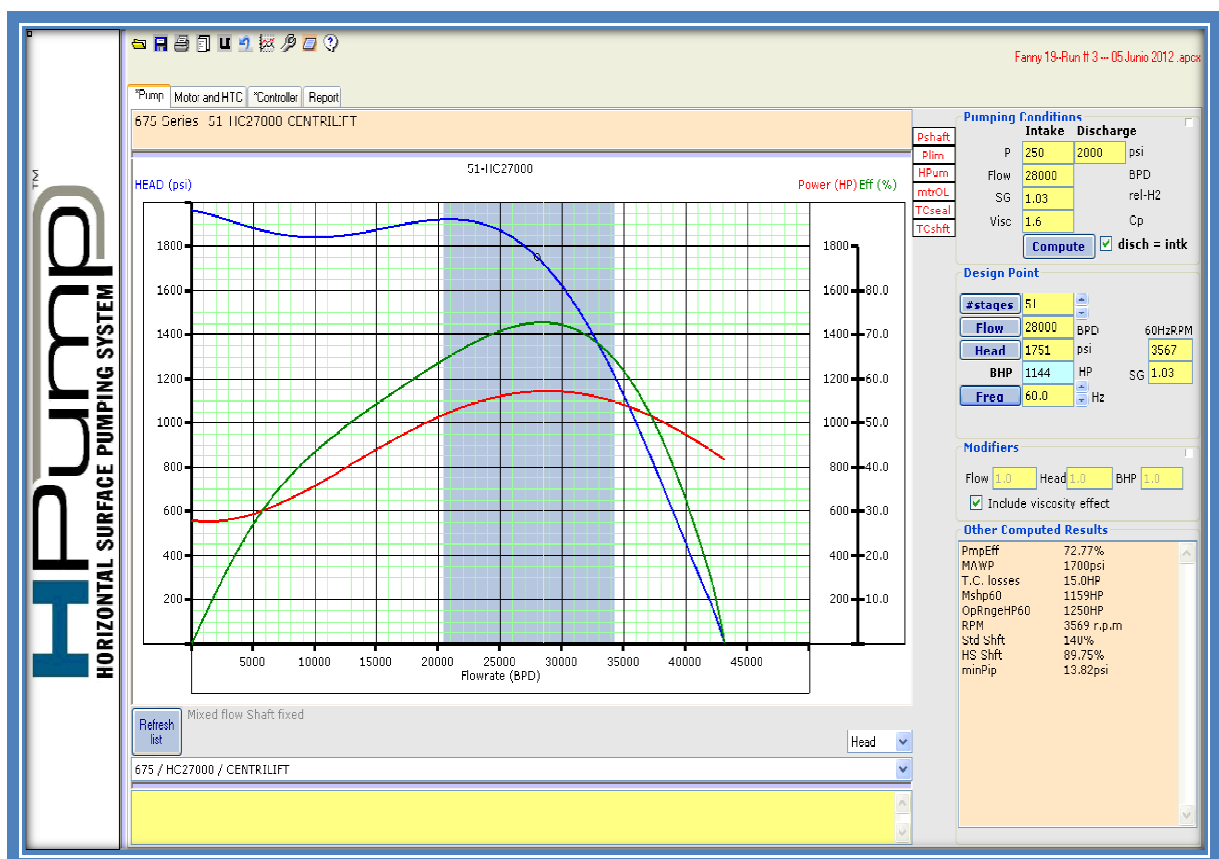 Fanny 19--Run # 3 -- 05 Junio 2012 .apcx
*Pump Motor and HTC *Controller Report
675 Series 51 HC27000 CENTRILIFT
51-HC27000
HEAD (psi)
Power (HP) Eff (%)
1800 1800
1600 1600 80.0
1400 1400 70.0
1200 1200 60.0
1000 1000 50.0
800 800 40.0
600 600 30.0
400 400 20.0
200 200 10.0
5000 10000 15000 20000 25000 30000 35000 40000 45000
Flowrate (BPD)
HPump™
HORIZONTAL SURFACE PUMPING SYSTEM
Pshaft
Plim
HPum
mtrOL
TCseal
TCshft
Pumping Conditions
Intake Discharge
P 250 2000 psi
Flow 28000 BPD
SG 1.03 rel-H2
Visc 1.6 Cp
Compute disch = intk
Design Point
#stages 51
Flow 28000 BPD 60HzRPM
Head 1751 psi 3567
BHP 1144 HP SG 1.03
Freq 60.0 Hz
Modifiers
Flow 1.0 Head 1.0 BHP 1.0
Include viscosity effect
Other Computed Results
PmpEff 72.77%
MAWP 1700psi
T.C. losses 15.0HP
Mshp60 1159HP
OpRngeHP60 1250HP
RPM 3569 r.p.m
Std Shft 140%
HS Shft 89.75%
minPip 13.82psi
Refresh
list
Mixed flow Shaft fixed
Head
675 / HC27000 / CENTRILIFT